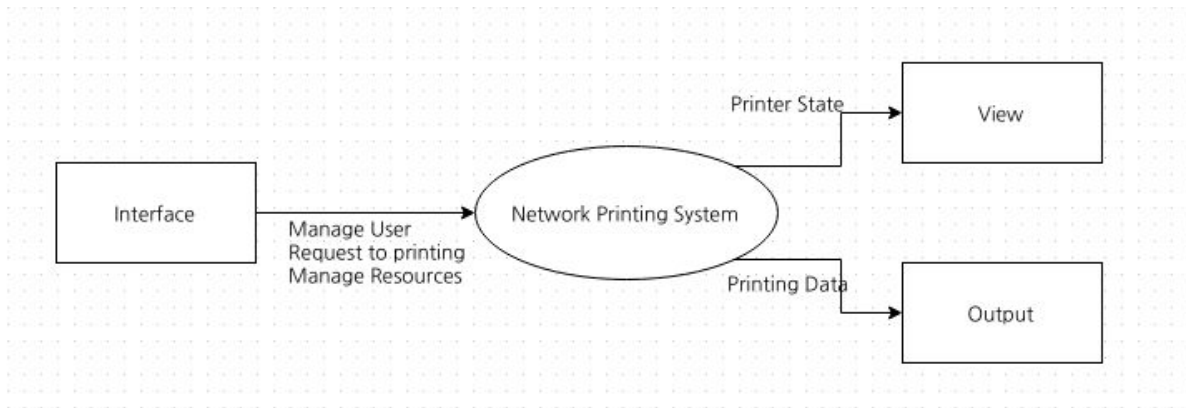 Interface
Manage User
Request to printing
Manage Resources
Network Printing System
Printer State
View
Printing Data
Output